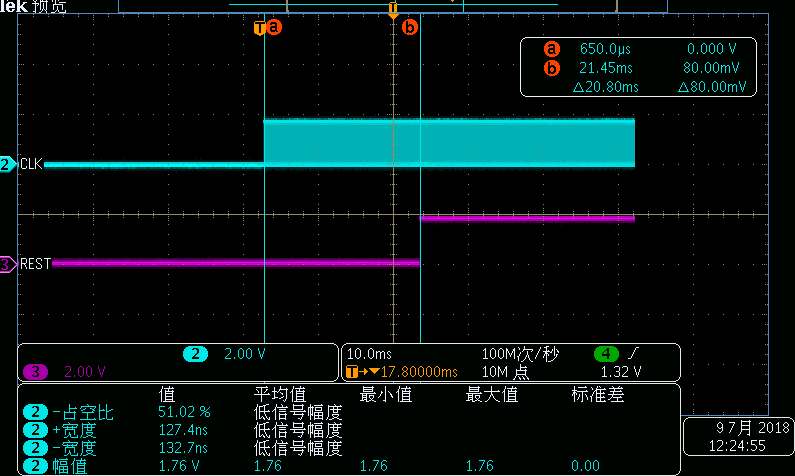 lek 预览
T a b
a 650.0μs 0.000 V
b 21.45ms 80.00mV
△20.80ms △80.00mV
2 CLK
3 REST
2 2.00 V
3 2.00 V
10.0ms 100M次/秒 4
T→▼17.80000ms 10M 点 1.32 V
值 平均值 最小值 最大值 标准差
2 -占空比 51.02 % 低信号幅度
2 +宽度 127.4ns 低信号幅度
2 -宽度 132.7ns 低信号幅度
2 幅值 1.76 V 1.76 1.76 1.76 0.00
9 7月 2018
12:24:55